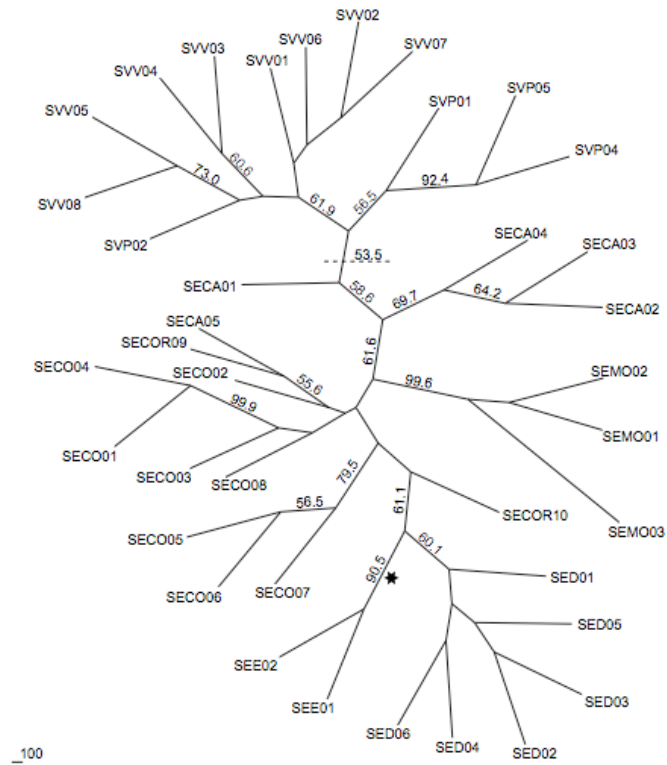 SVV02
SVV06
SVV03
SVV07
SVV01
SVV04
SVP05
SVP01
SVV05
SVP04
60.6
73.0
92.4
61.9
56.5
SVV08
SVP02
SECA04
SECA03
53.5
SECA01
58.6
69.7
64.2
SECA02
SECA05
SECOR09
61.6
SECO04
SECO02
SEMO02
55.6
99.6
99.9
SEMO01
SECO01
SECO03
SECO08
79.5
56.5
61.1
SECOR10
SEMO03
SECO05
60.1
90.5
SED01
SECO06
SECO07
SED05
SEE02
SED03
SEE01
SED06
SED04
SED02
_100